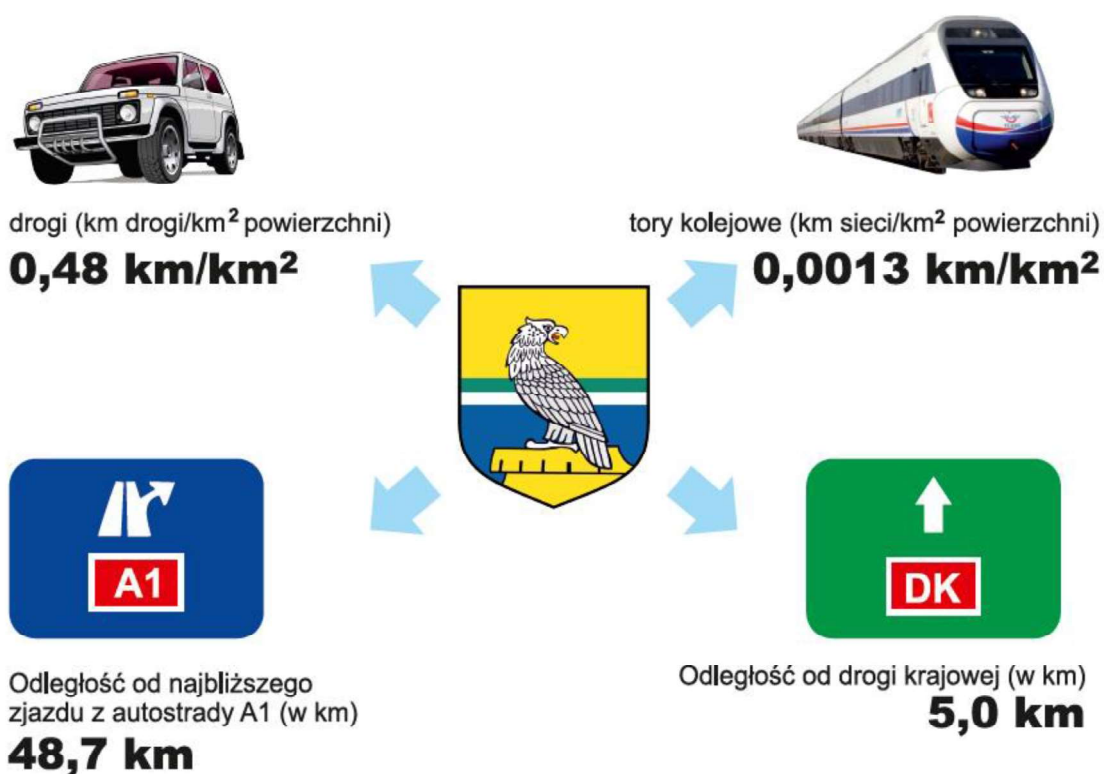 drogi (km drogi/km² powierzchni)
0,48 km/km²
tory kolejowe (km sieci/km² powierzchni)
0,0013 km/km²
A1
Odległość od najbliższego
zjazdu z autostrady A1 (w km)
48,7 km
DK
Odległość od drogi krajowej (w km)
5,0 km